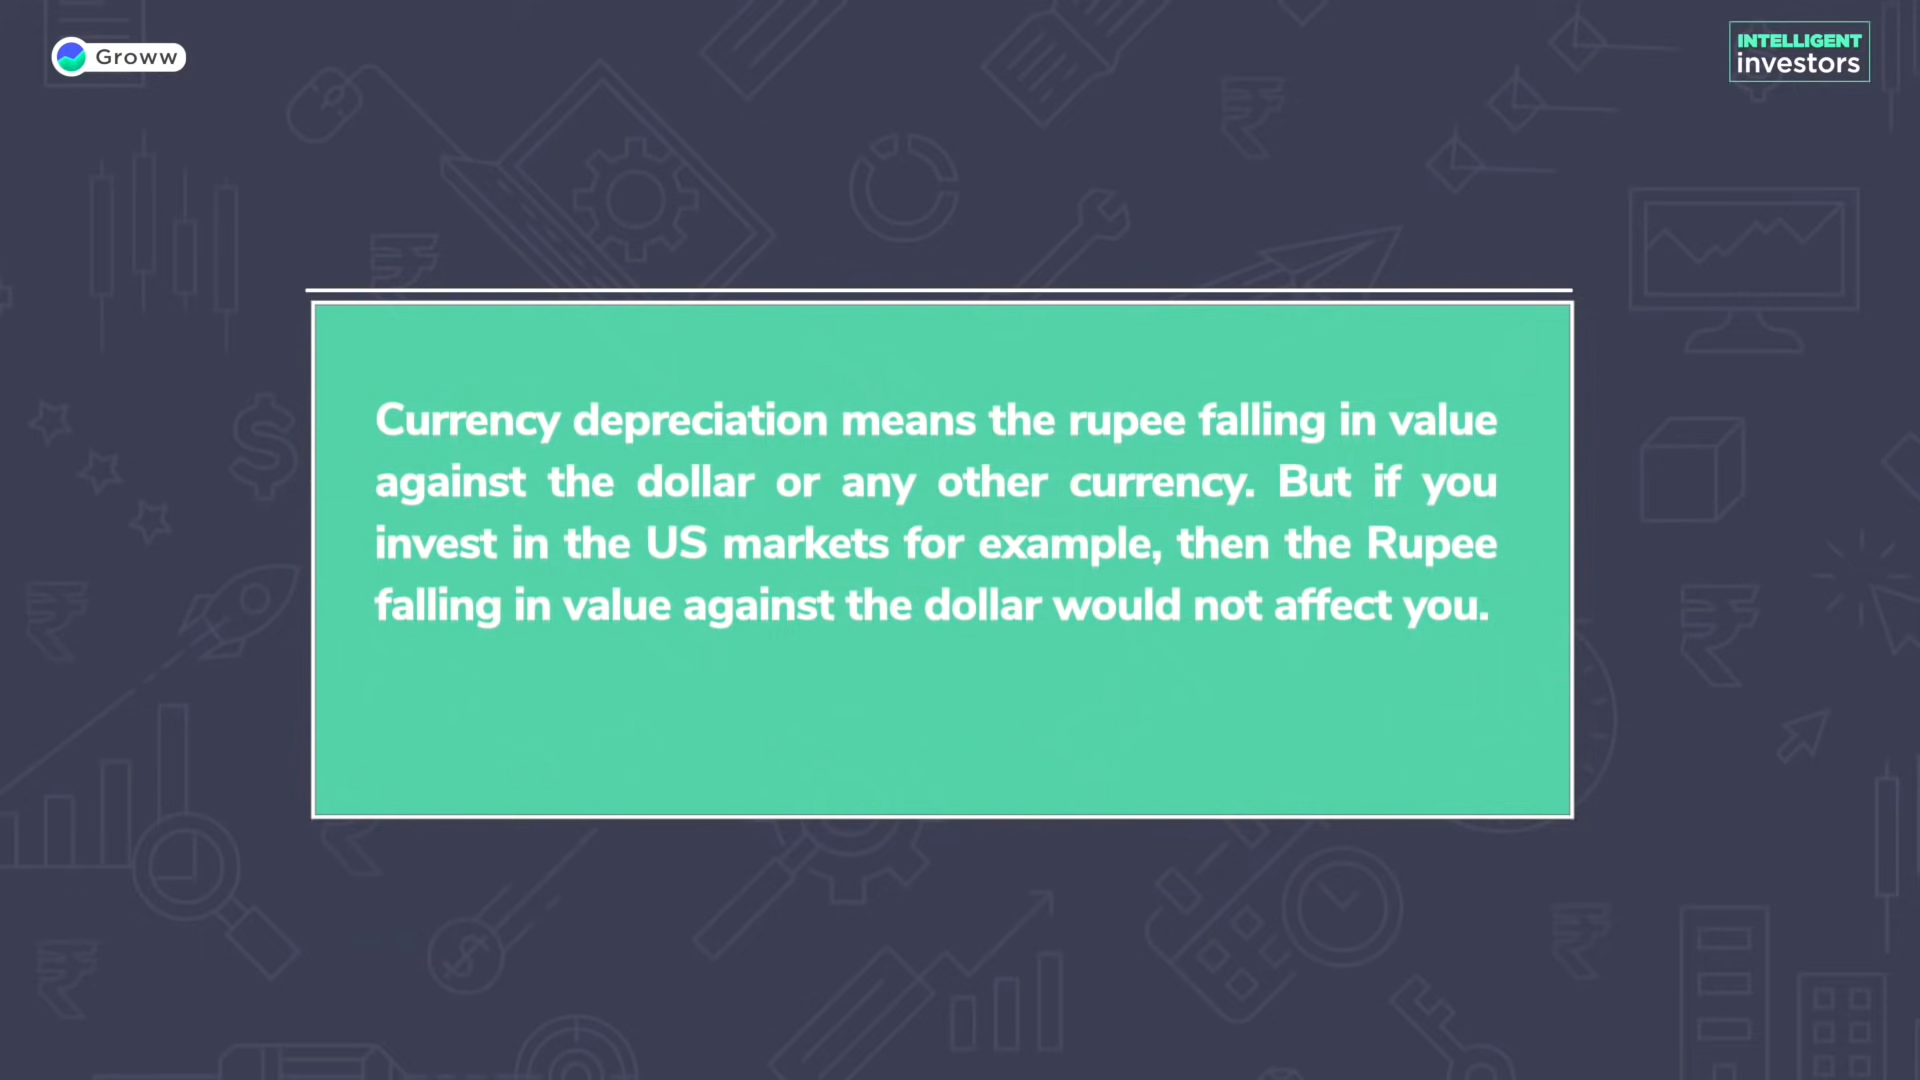 Groww
INTELLIGENT
investors
Currency depreciation means the rupee falling in value
against the dollar or any other currency. But if you
invest in the US markets for example, then the Rupee
falling in value against the dollar would not affect you.